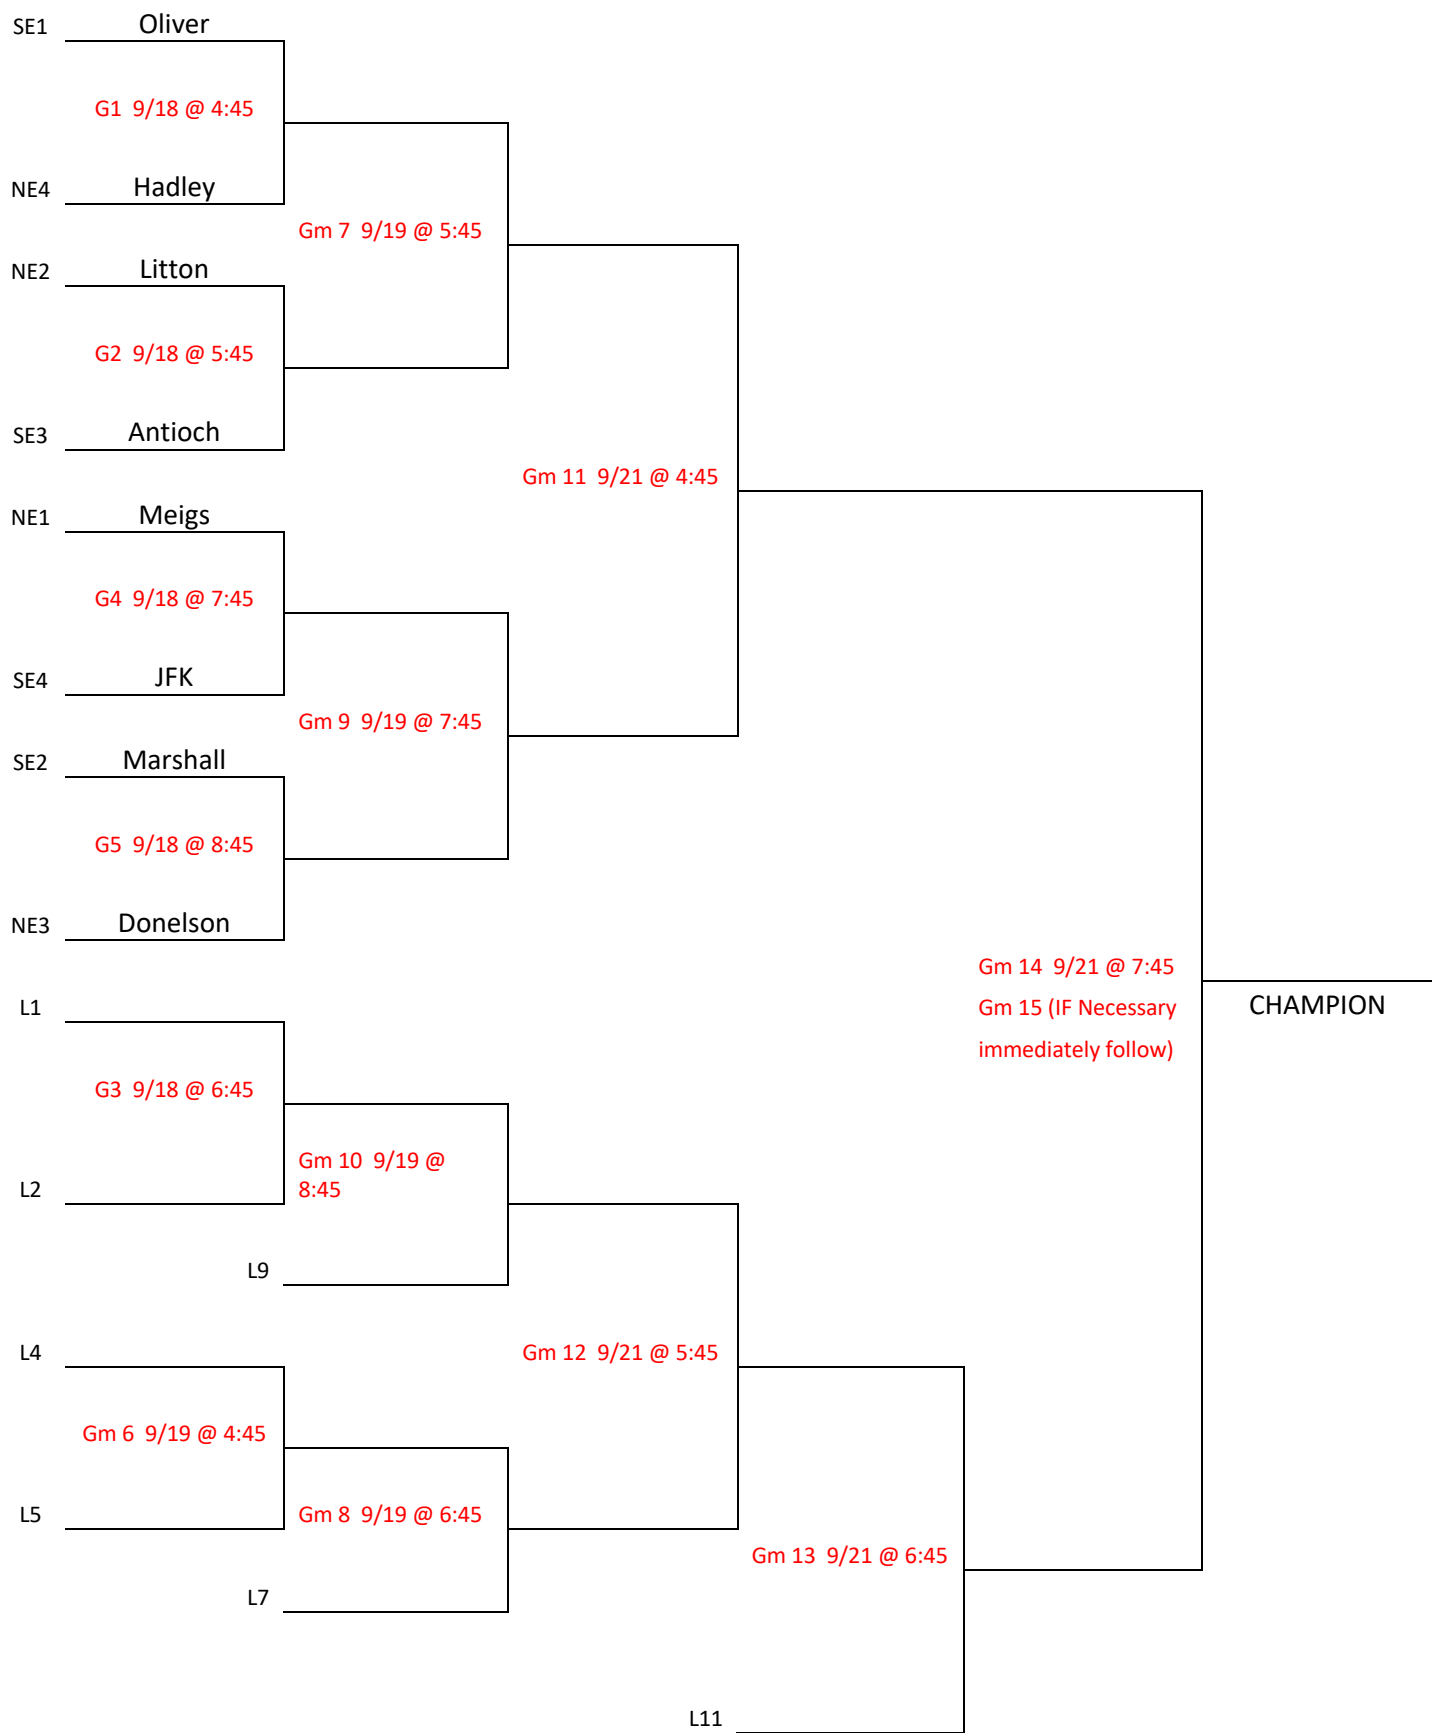 SE1 Oliver
G1 9/18 @ 4:45
NE4 Hadley
Gm 7 9/19 @ 5:45
NE2 Litton
G2 9/18 @ 5:45
SE3 Antioch
Gm 11 9/21 @ 4:45
NE1 Meigs
G4 9/18 @ 7:45
SE4 JFK
Gm 9 9/19 @ 7:45
SE2 Marshall
G5 9/18 @ 8:45
NE3 Donelson
Gm 14 9/21 @ 7:45
Gm 15 (IF Necessary
immediately follow)
CHAMPION
L1
G3 9/18 @ 6:45
Gm 10 9/19 @
8:45
L2
L9
L4
Gm 12 9/21 @ 5:45
Gm 6 9/19 @ 4:45
L5
Gm 8 9/19 @ 6:45
Gm 13 9/21 @ 6:45
L7
L11